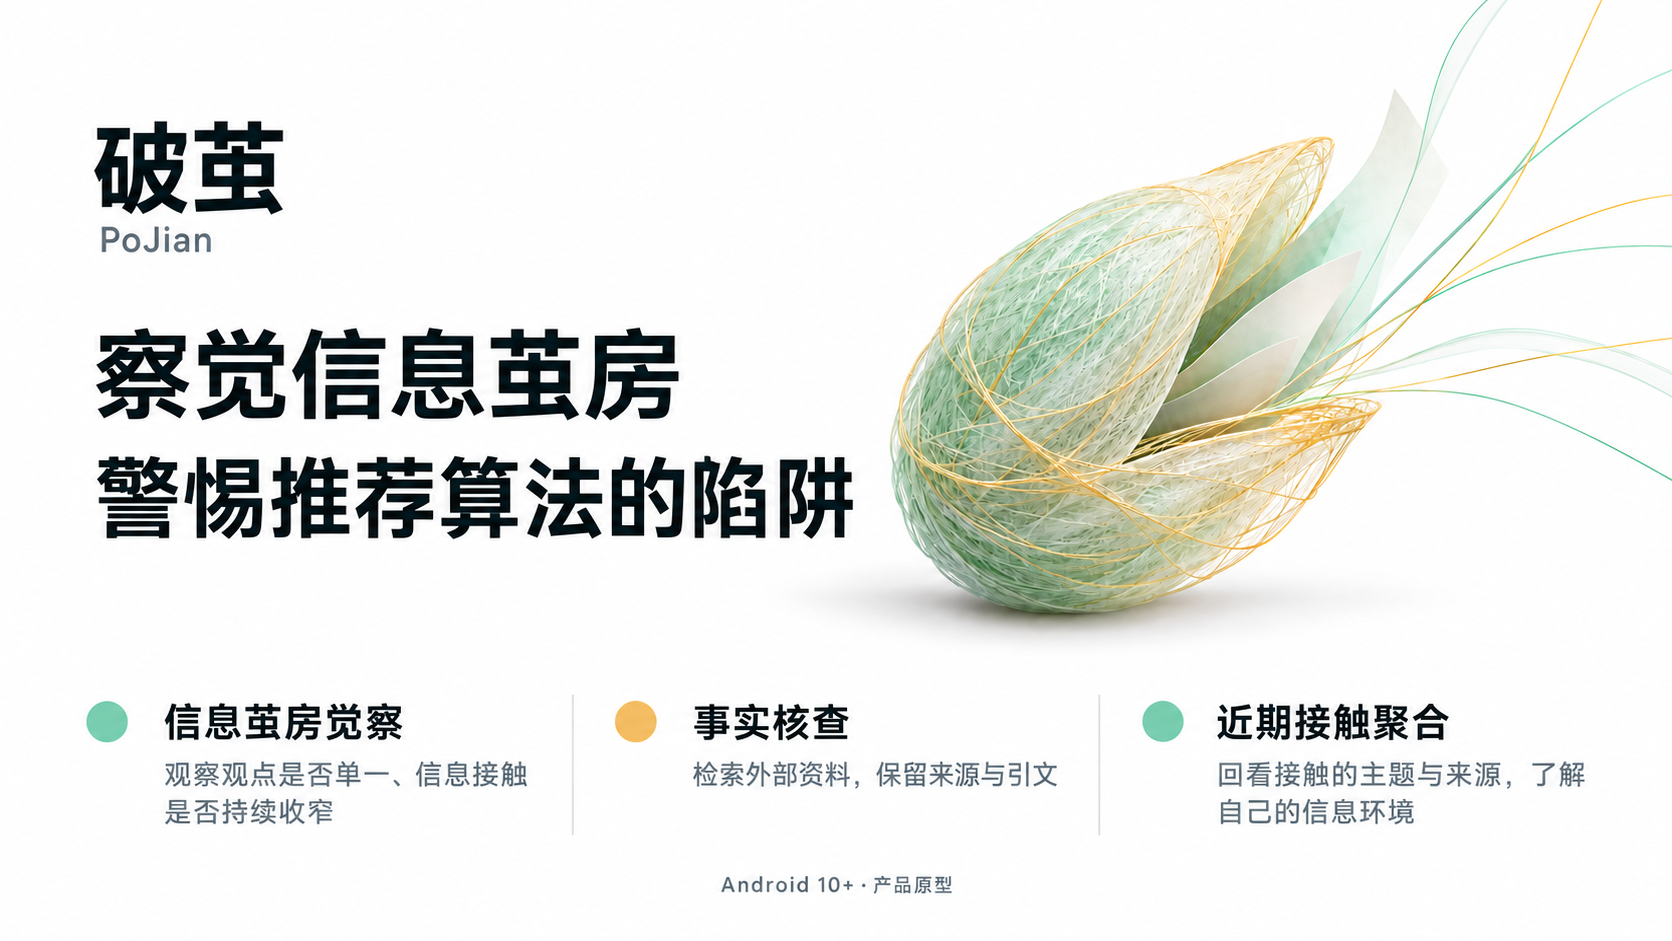 破茧
PoJian
察觉信息茧房
警惕推荐算法的陷阱
信息茧房觉察
观察观点是否单一、信息接触
是否持续收窄
事实核查
检索外部资料，保留来源与引文
近期接触聚合
回看接触的主题与来源，了解
自己的信息环境
Android 10+ · 产品原型